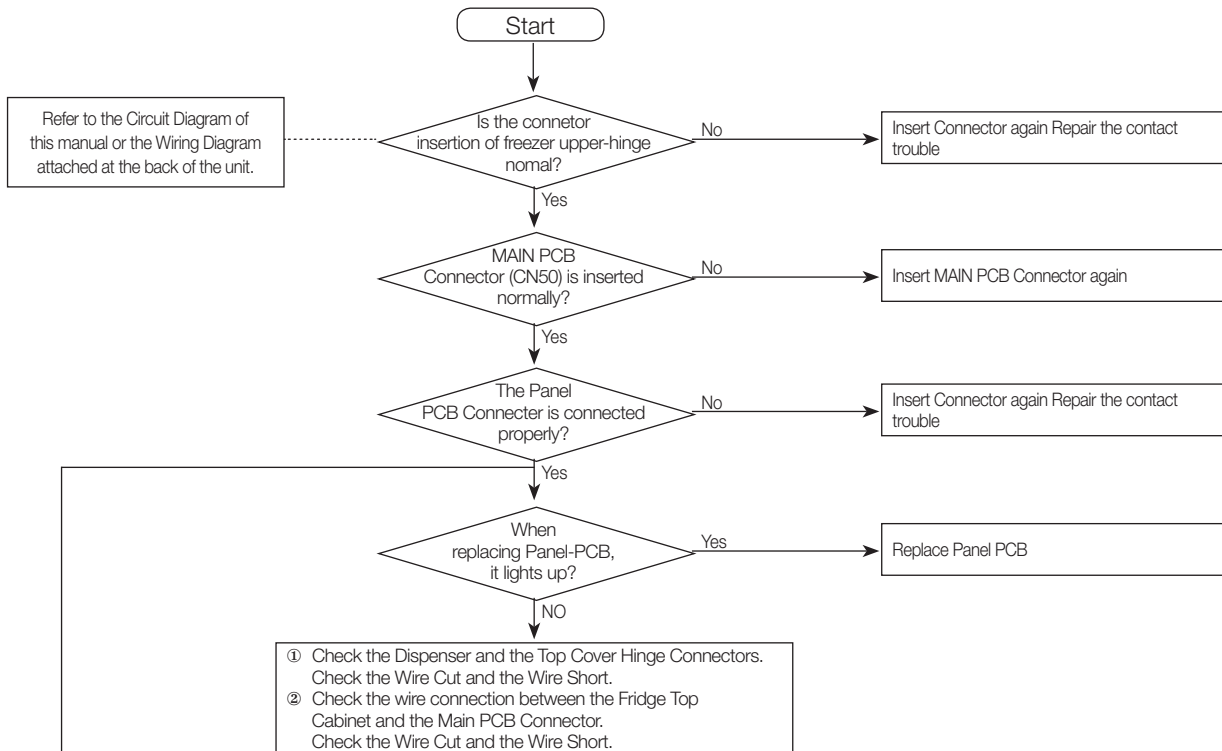 Start
Refer to the Circuit Diagram of
this manual or the Wiring Diagram
attached at the back of the unit.
Is the connetor
insertion of freezer upper-hinge
nomal?
No
Insert Connector again Repair the contact
trouble
Yes
MAIN PCB
Connector (CN50) is inserted
normally?
No
Insert MAIN PCB Connector again
Yes
The Panel
PCB Connecter is connected
properly?
No
Insert Connector again Repair the contact
trouble
Yes
When
replacing Panel-PCB,
it lights up?
Yes
Replace Panel PCB
NO
① Check the Dispenser and the Top Cover Hinge Connectors.
Check the Wire Cut and the Wire Short.
② Check the wire connection between the Fridge Top
Cabinet and the Main PCB Connector.
Check the Wire Cut and the Wire Short.